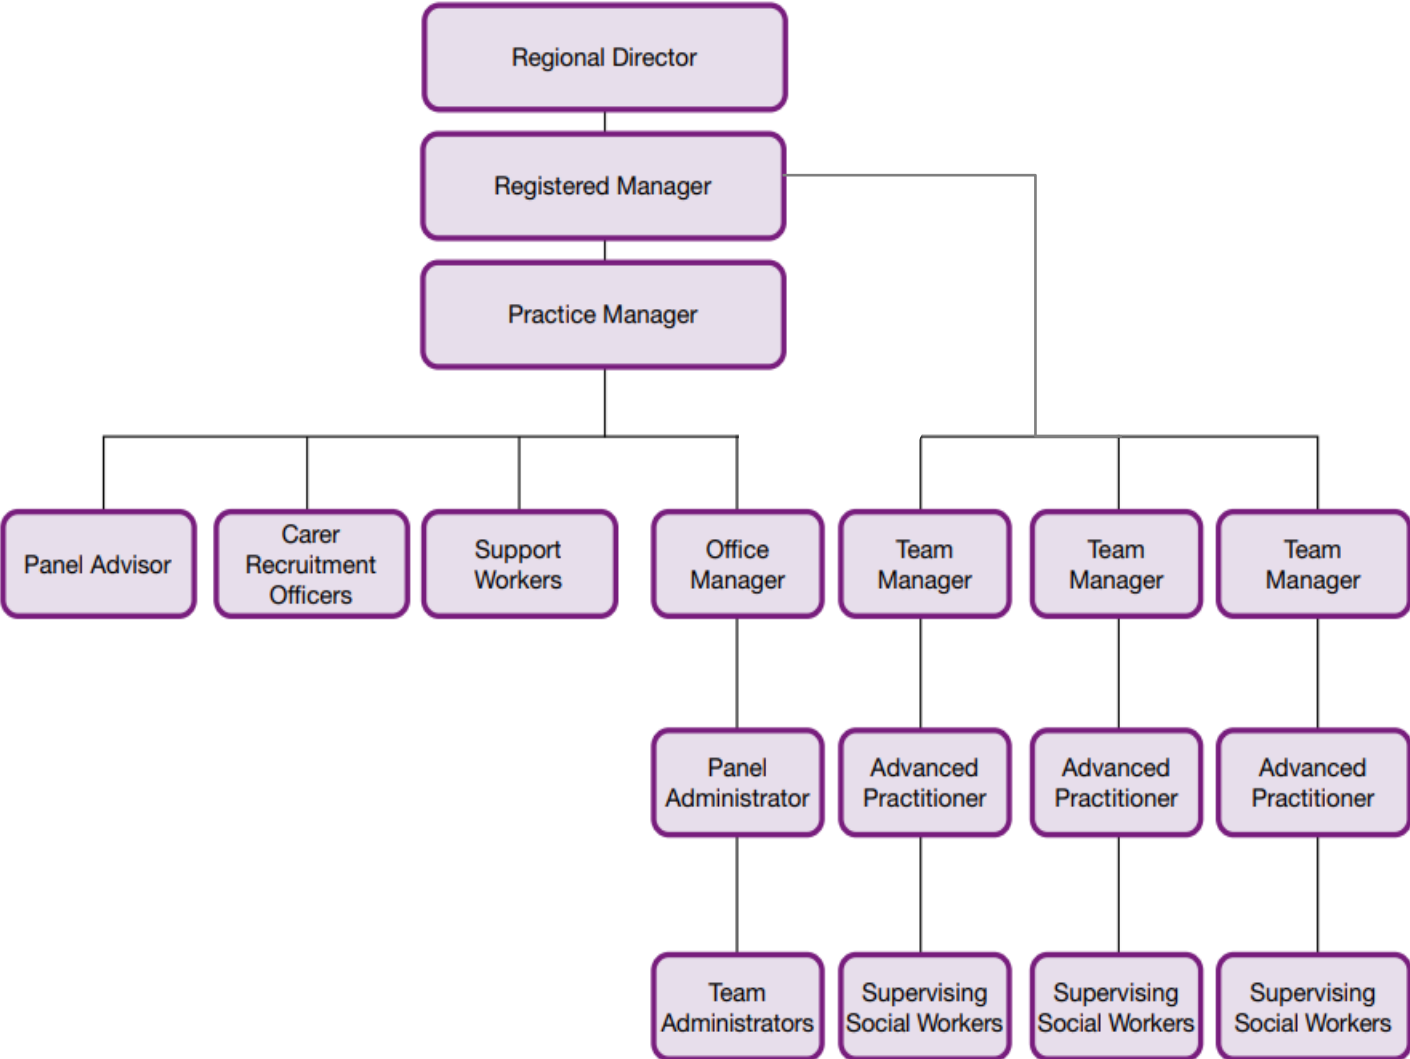 Regional Director
Registered Manager
Practice Manager
Panel Advisor
Carer
Recruitment
Officers
Support
Workers
Office
Manager
Team
Manager
Team
Manager
Team
Manager
Panel
Administrator
Advanced
Practitioner
Advanced
Practitioner
Advanced
Practitioner
Team
Administrators
Supervising
Social Workers
Supervising
Social Workers
Supervising
Social Workers